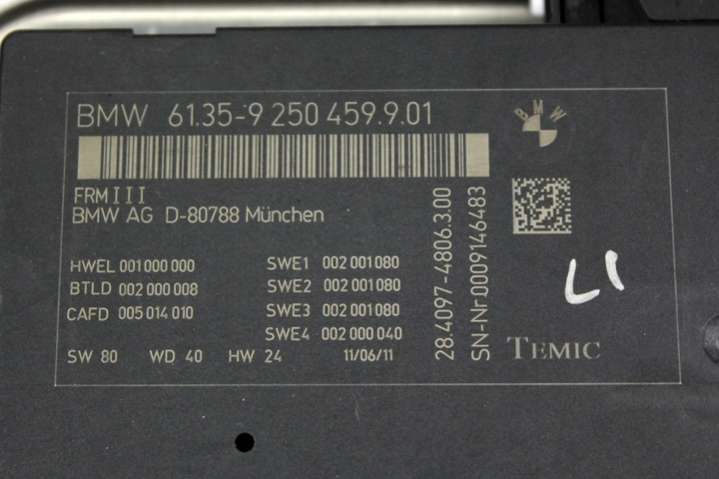 BMW 61.35-9 250 459.9.01
BMW
FRMIII
BMW AG D-80788 München
HWEL 001 000 000
BTLD 002 000 008
CAFD 005 014 010
SWE1 002 001 080
SWE2 002 001 080
SWE3 002 001 080
SWE4 002 000 040
SW 80 WD 40 HW 24 11/06/11
28.4097-4806.3.00
SN-Nr.0009146483
TEMIC
LI